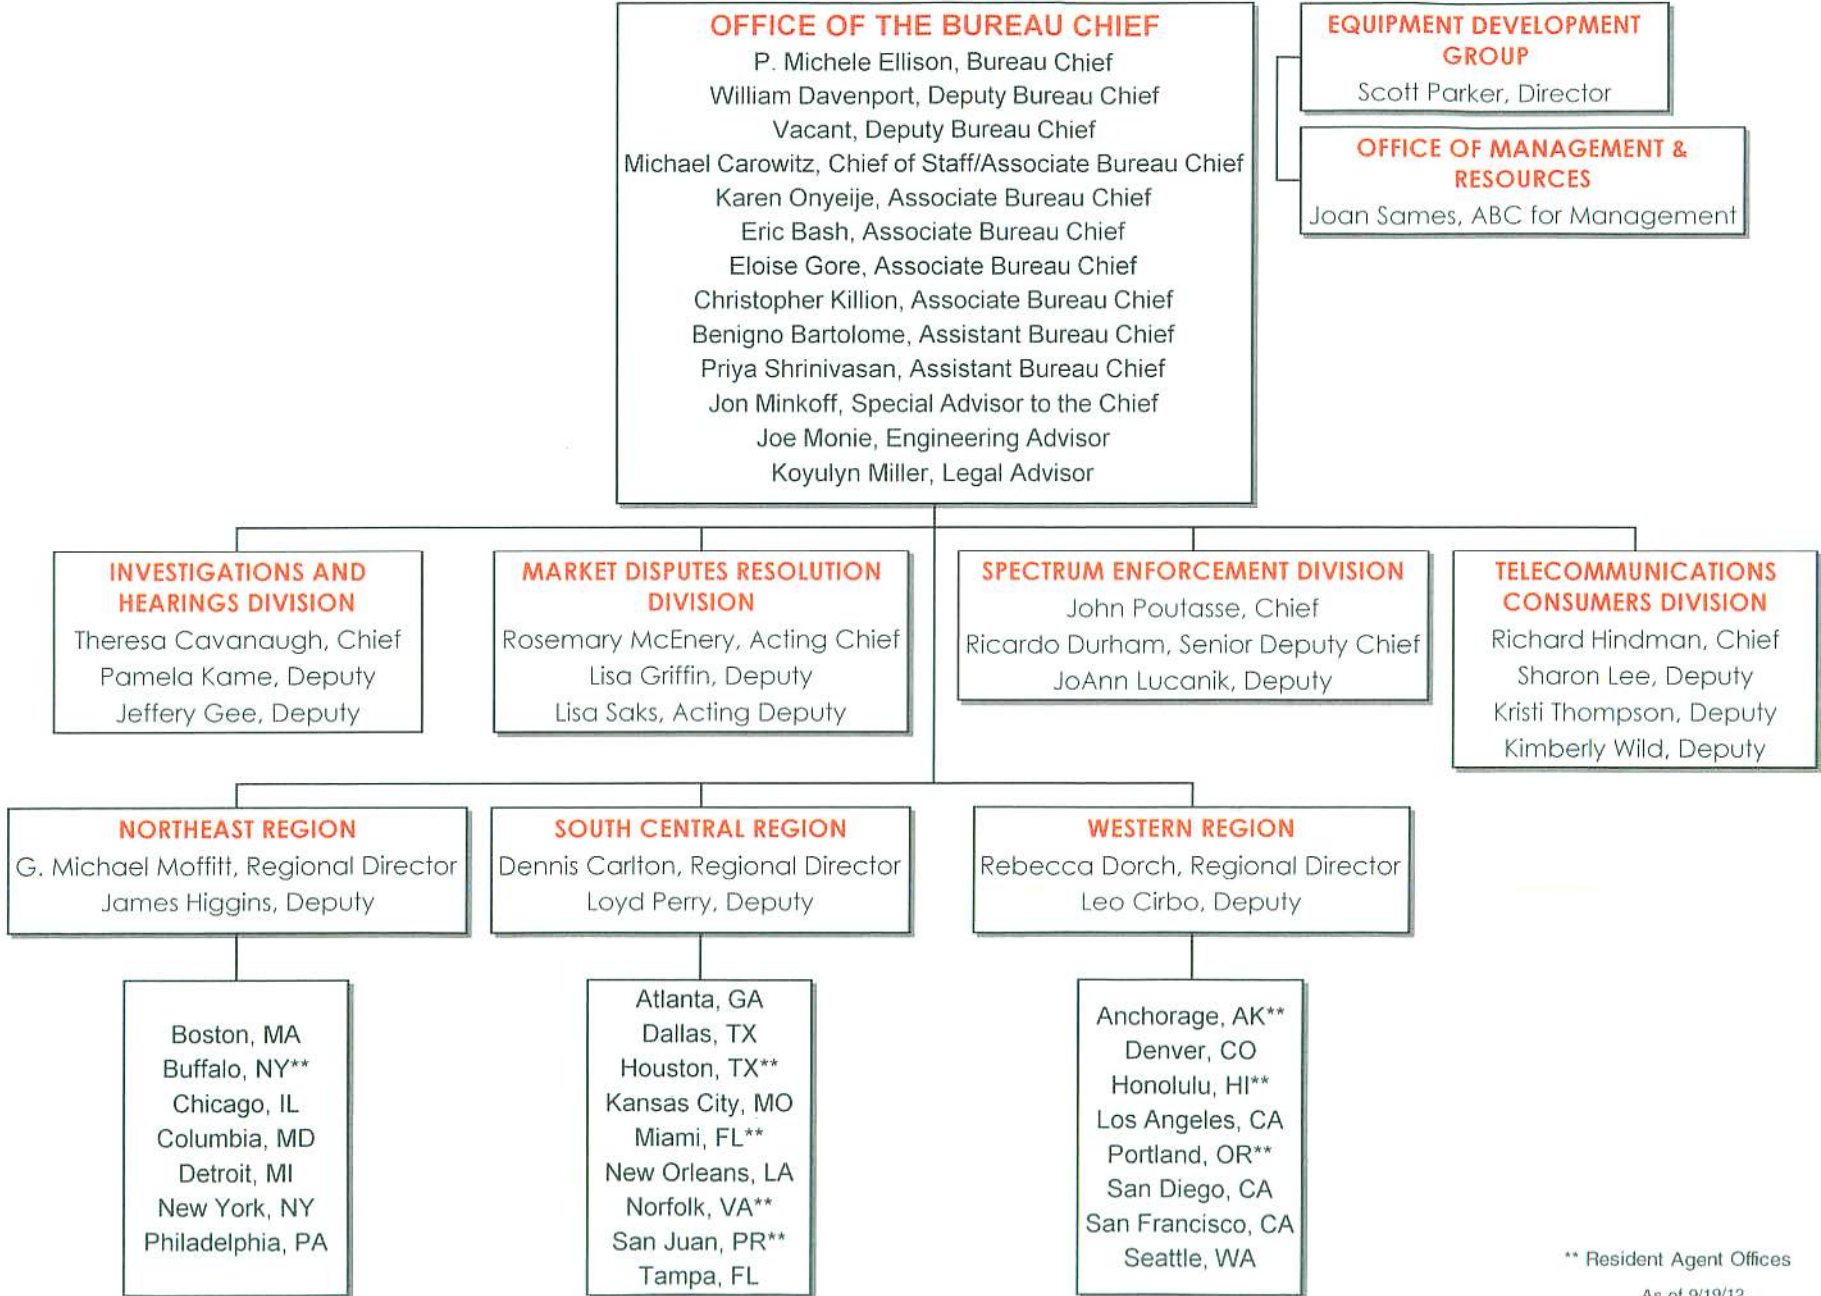 OFFICE OF THE BUREAU CHIEF
P. Michele Ellison, Bureau Chief
William Davenport, Deputy Bureau Chief
Vacant, Deputy Bureau Chief
Michael Carowitz, Chief of Staff/Associate Bureau Chief
Karen Onyeije, Associate Bureau Chief
Eric Bash, Associate Bureau Chief
Eloise Gore, Associate Bureau Chief
Christopher Killion, Associate Bureau Chief
Benigno Bartolome, Assistant Bureau Chief
Priya Shrinivasan, Assistant Bureau Chief
Jon Minkoff, Special Advisor to the Chief
Joe Monie, Engineering Advisor
Koyulyn Miller, Legal Advisor
EQUIPMENT DEVELOPMENT
GROUP
Scott Parker, Director
OFFICE OF MANAGEMENT &
RESOURCES
Joan Sames, ABC for Management
INVESTIGATIONS AND
HEARINGS DIVISION
Theresa Cavanaugh, Chief
Pamela Kame, Deputy
Jeffery Gee, Deputy
MARKET DISPUTES RESOLUTION
DIVISION
Rosemary McEnery, Acting Chief
Lisa Griffin, Deputy
Lisa Saks, Acting Deputy
SPECTRUM ENFORCEMENT DIVISION
John Poutasse, Chief
Ricardo Durham, Senior Deputy Chief
JoAnn Lucanik, Deputy
TELECOMMUNICATIONS
CONSUMERS DIVISION
Richard Hindman, Chief
Sharon Lee, Deputy
Kristi Thompson, Deputy
Kimberly Wild, Deputy
NORTHEAST REGION
G. Michael Moffitt, Regional Director
James Higgins, Deputy
SOUTH CENTRAL REGION
Dennis Carlton, Regional Director
Loyd Perry, Deputy
WESTERN REGION
Rebecca Dorch, Regional Director
Leo Cirbo, Deputy
Boston, MA
Buffalo, NY**
Chicago, IL
Columbia, MD
Detroit, MI
New York, NY
Philadelphia, PA
Atlanta, GA
Dallas, TX
Houston, TX**
Kansas City, MO
Miami, FL**
New Orleans, LA
Norfolk, VA**
San Juan, PR**
Tampa, FL
Anchorage, AK**
Denver, CO
Honolulu, HI**
Los Angeles, CA
Portland, OR**
San Diego, CA
San Francisco, CA
Seattle, WA
** Resident Agent Offices
As of 9/19/12